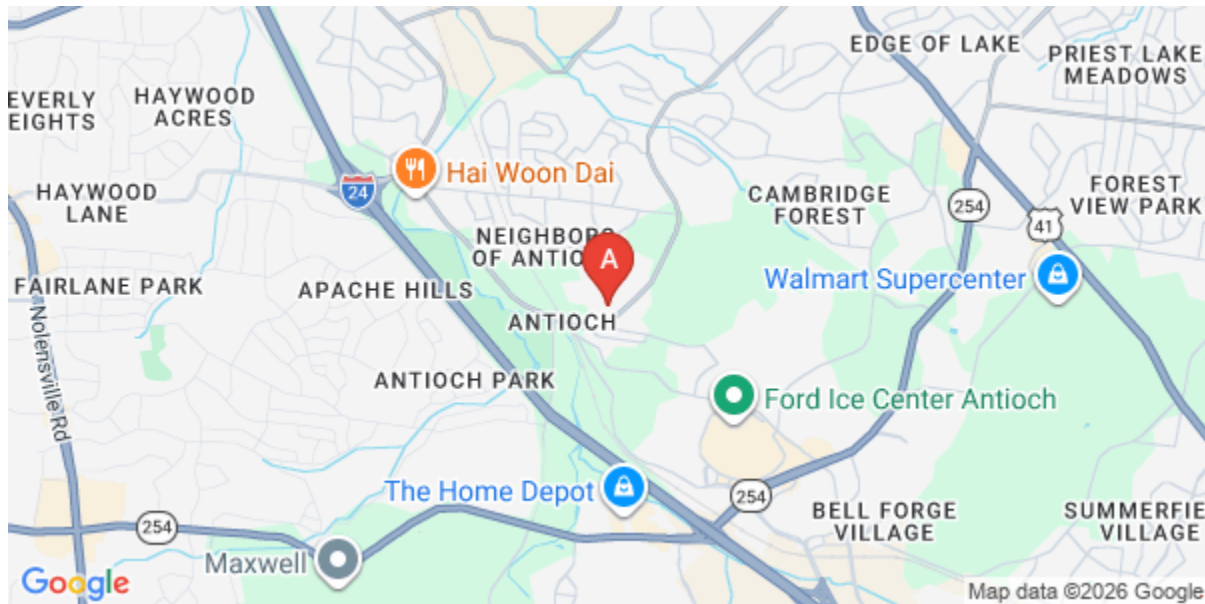 EDGE OF LAKE
PRIEST LAKE
MEADOWS
EVERLY
EIGHTS
HAYWOOD
ACRES
Hai Woon Dai
24
HAYWOOD
LANE
CAMBRIDGE
FOREST
254
FOREST
VIEW PARK
41
NEIGHBORS
OF ANTIO
A
Walmart Supercenter
FAIRLANE PARK
APACHE HILLS
ANTIOCH
Nolensville Rd
ANTIOCH PARK
Ford Ice Center Antioch
The Home Depot
254
254
BELL FORGE
VILLAGE
SUMMERFIE
VILLAGE
Maxwell
Google
Map data ©2026 Google